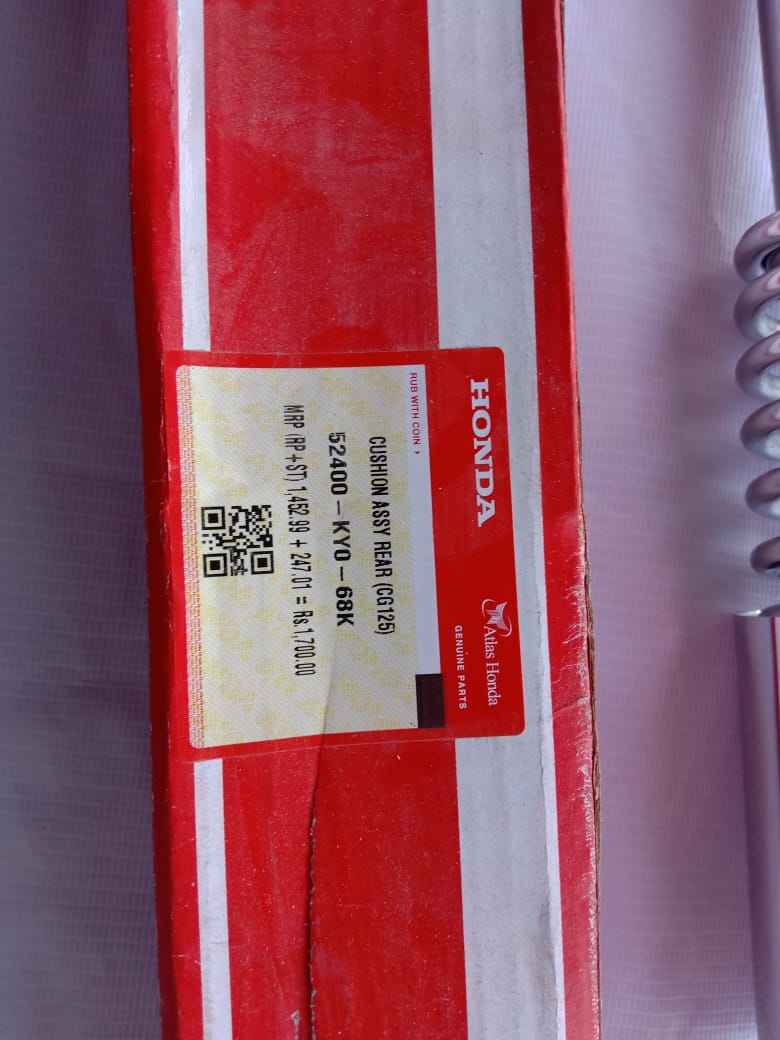 HONDA
Atlas Honda
GENUINE PARTS
RUB WITH COIN
CUSHION ASSY REAR (CG125)
52400-KY0-68K
MRP (RP+ST) 1,452.99 + 247.01 = Rs.1,700.00